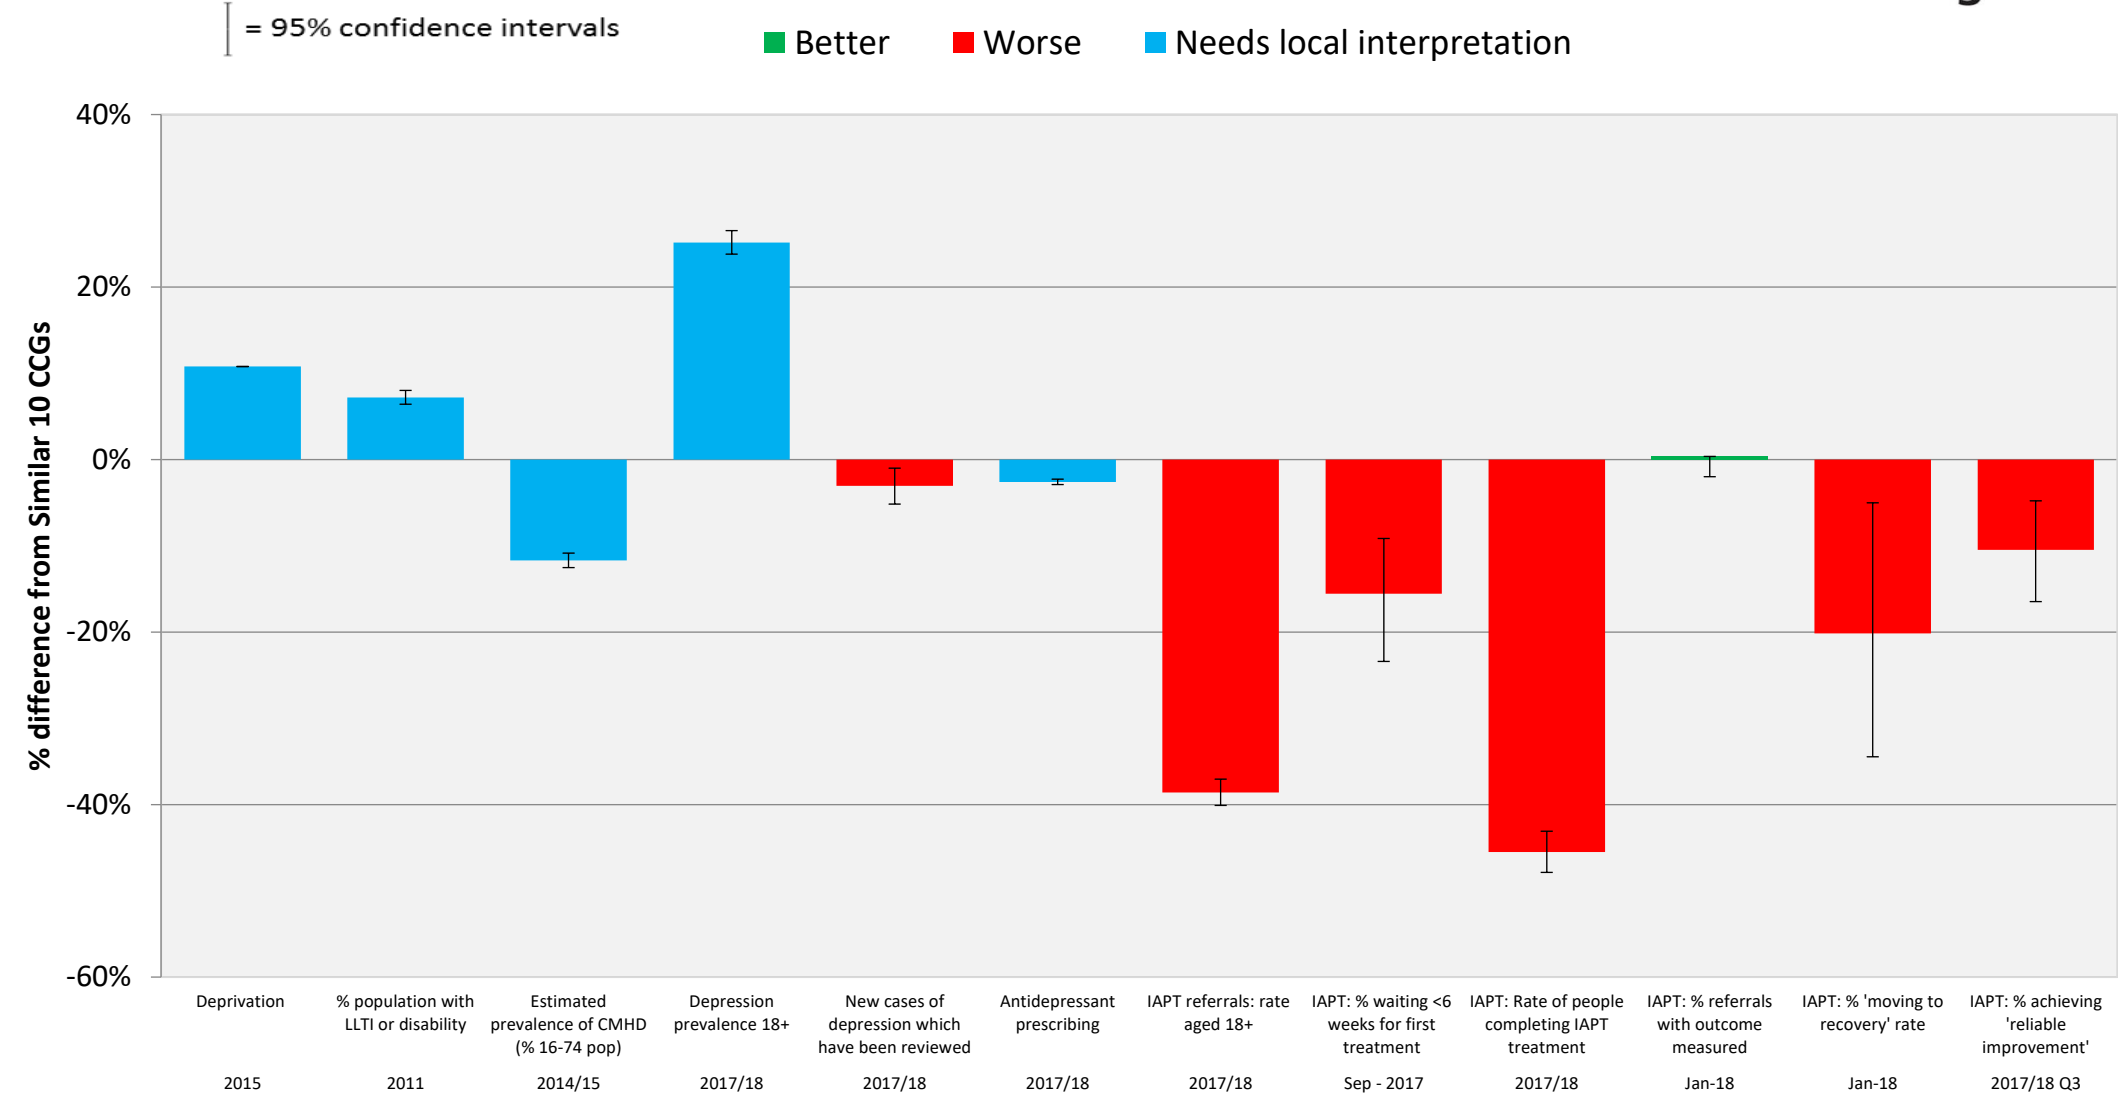 = 95% confidence intervals
Better Worse Needs local interpretation
% difference from Similar 10 CCGs
40%
20%
0%
-20%
-40%
-60%
Deprivation
2015
% population with
LLTI or disability
2011
Estimated
prevalence of CMHD
(% 16-74 pop)
2014/15
Depression
prevalence 18+
2017/18
New cases of
depression which
have been reviewed
2017/18
Antidepressant
prescribing
2017/18
IAPT referrals: rate
aged 18+
2017/18
IAPT: % waiting <6
weeks for first
treatment
Sep - 2017
IAPT: Rate of people
completing IAPT
treatment
2017/18
IAPT: % referrals
with outcome
measured
Jan-18
IAPT: % 'moving to
recovery' rate
Jan-18
IAPT: % achieving
'reliable
improvement'
2017/18 Q3